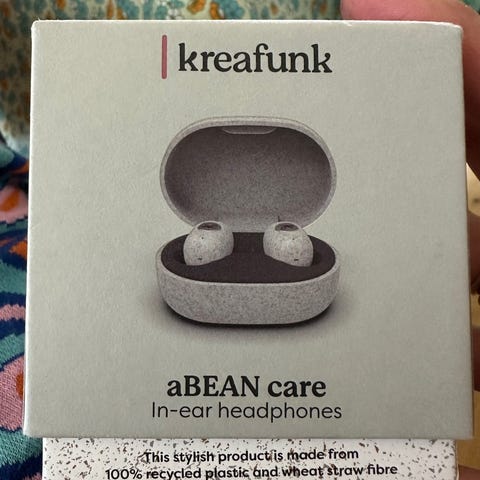 kreafunk
aBEAN care
In-ear headphones
This stylish product is made from
100% recycled plastic and wheat straw fibre